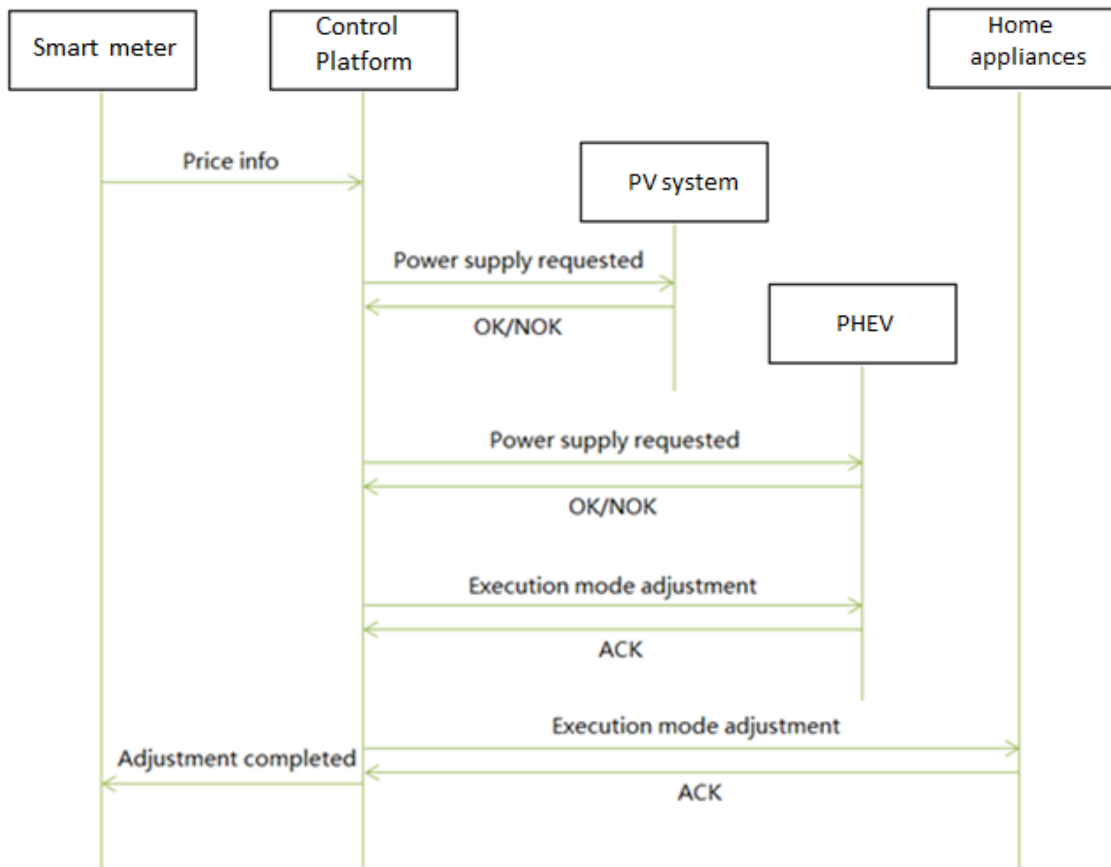 Smart meter
Control
Platform
Home
appliances
Price info
PV system
Power supply requested
OK/NOK
PHEV
Power supply requested
OK/NOK
Execution mode adjustment
ACK
Execution mode adjustment
Adjustment completed
ACK